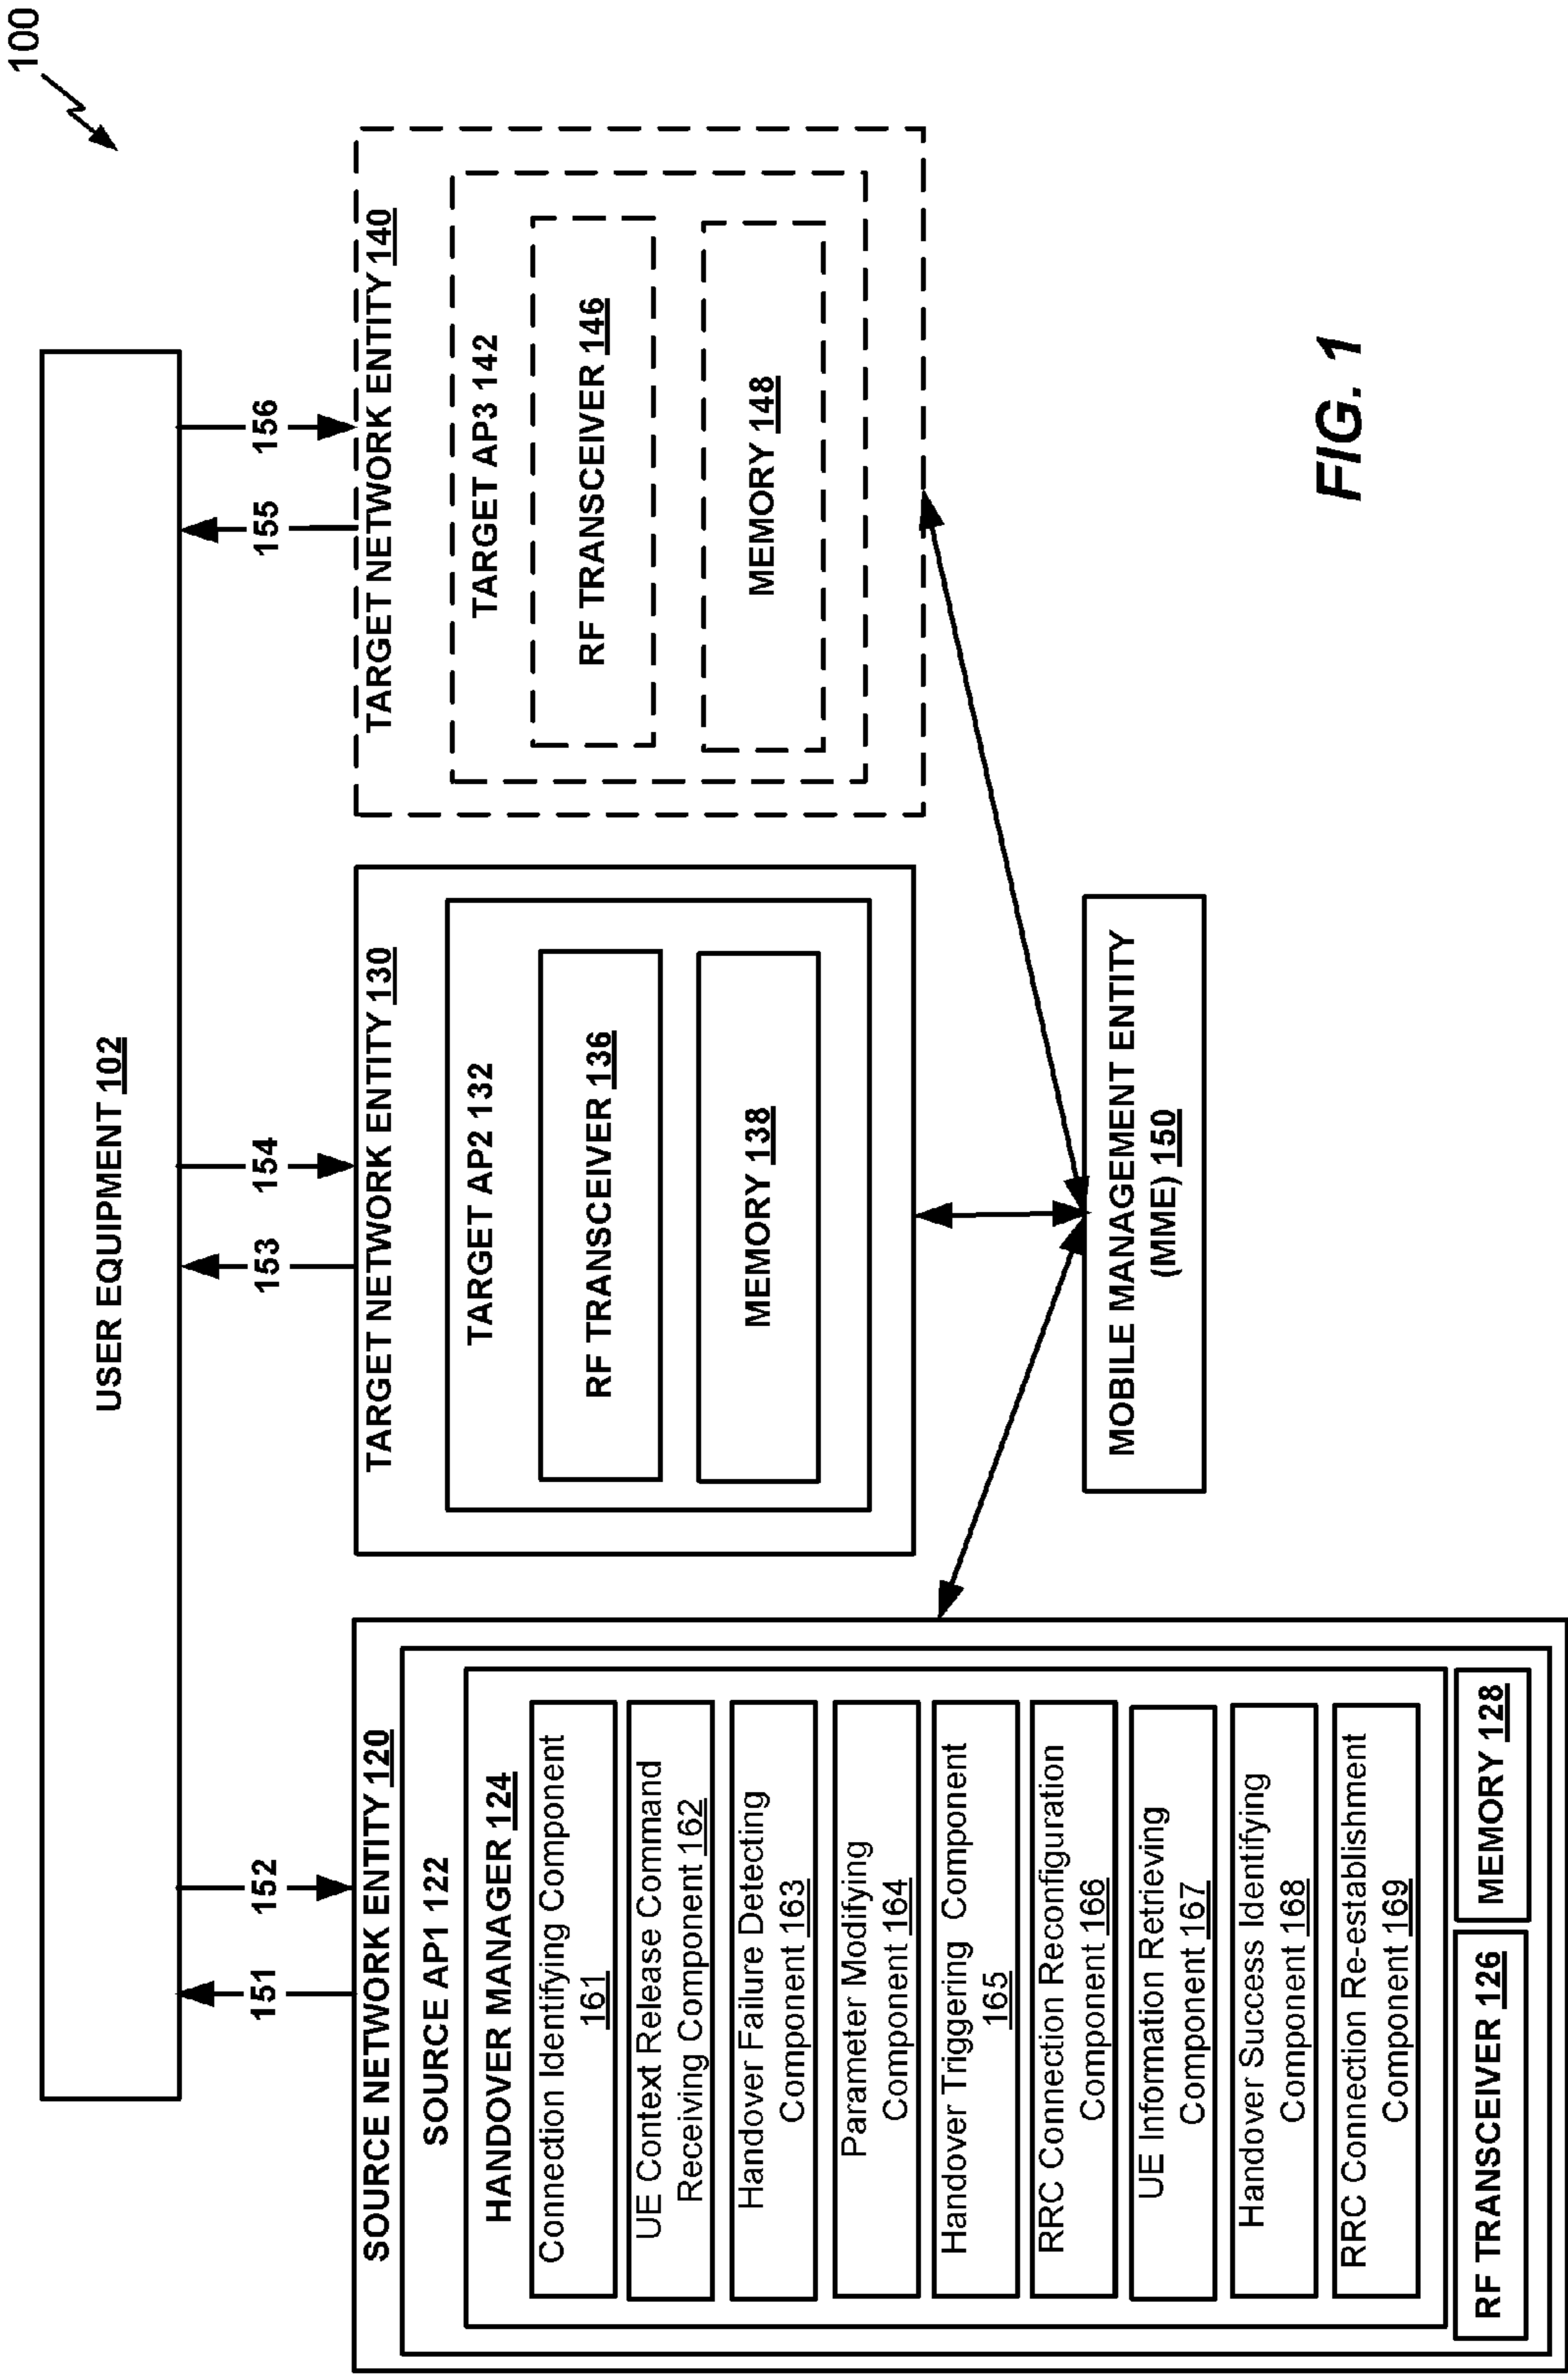 100
USER EQUIPMENT 102
151
152
153
154
155
156
SOURCE NETWORK ENTITY 120
SOURCE AP1 122
HANDOVER MANAGER 124
Connection Identifying Component
161
UE Context Release Command
Receiving Component 162
Handover Failure Detecting
Component 163
Parameter Modifying
Component 164
Handover Triggering Component
165
RRC Connection Reconfiguration
Component 166
UE Information Retrieving
Component 167
Handover Success Identifying
Component 168
RRC Connection Re-establishment
Component 169
RF TRANSCEIVER 126
MEMORY 128
TARGET NETWORK ENTITY 130
TARGET AP2 132
RF TRANSCEIVER 136
MEMORY 138
TARGET NETWORK ENTITY 140
TARGET AP3 142
RF TRANSCEIVER 146
MEMORY 148
MOBILE MANAGEMENT ENTITY
(MME) 150
FIG. 1